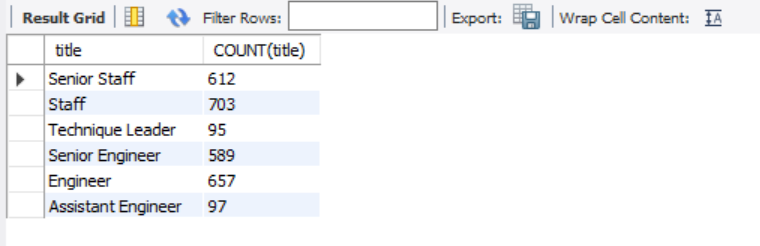 Result Grid Filter Rows: Export: Wrap Cell Content: IA
title COUNT(title)
Senior Staff 612
Staff 703
Technique Leader 95
Senior Engineer 589
Engineer 657
Assistant Engineer 97